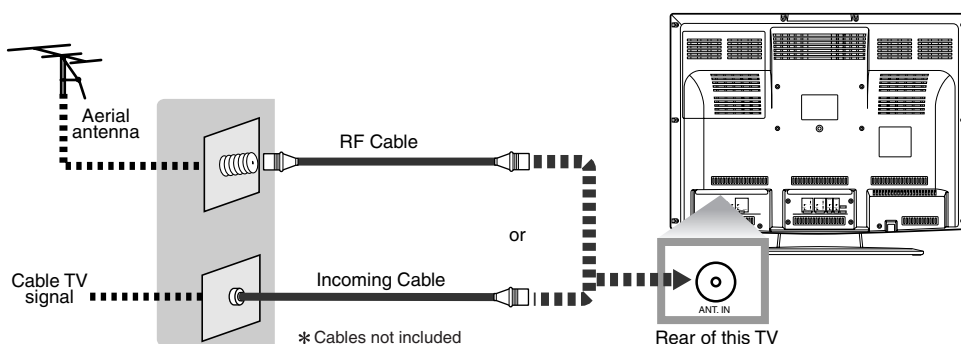 Aerial
antenna
RF Cable
or
Cable TV
signal
Incoming Cable
* Cables not included
ANT. IN
Rear of this TV